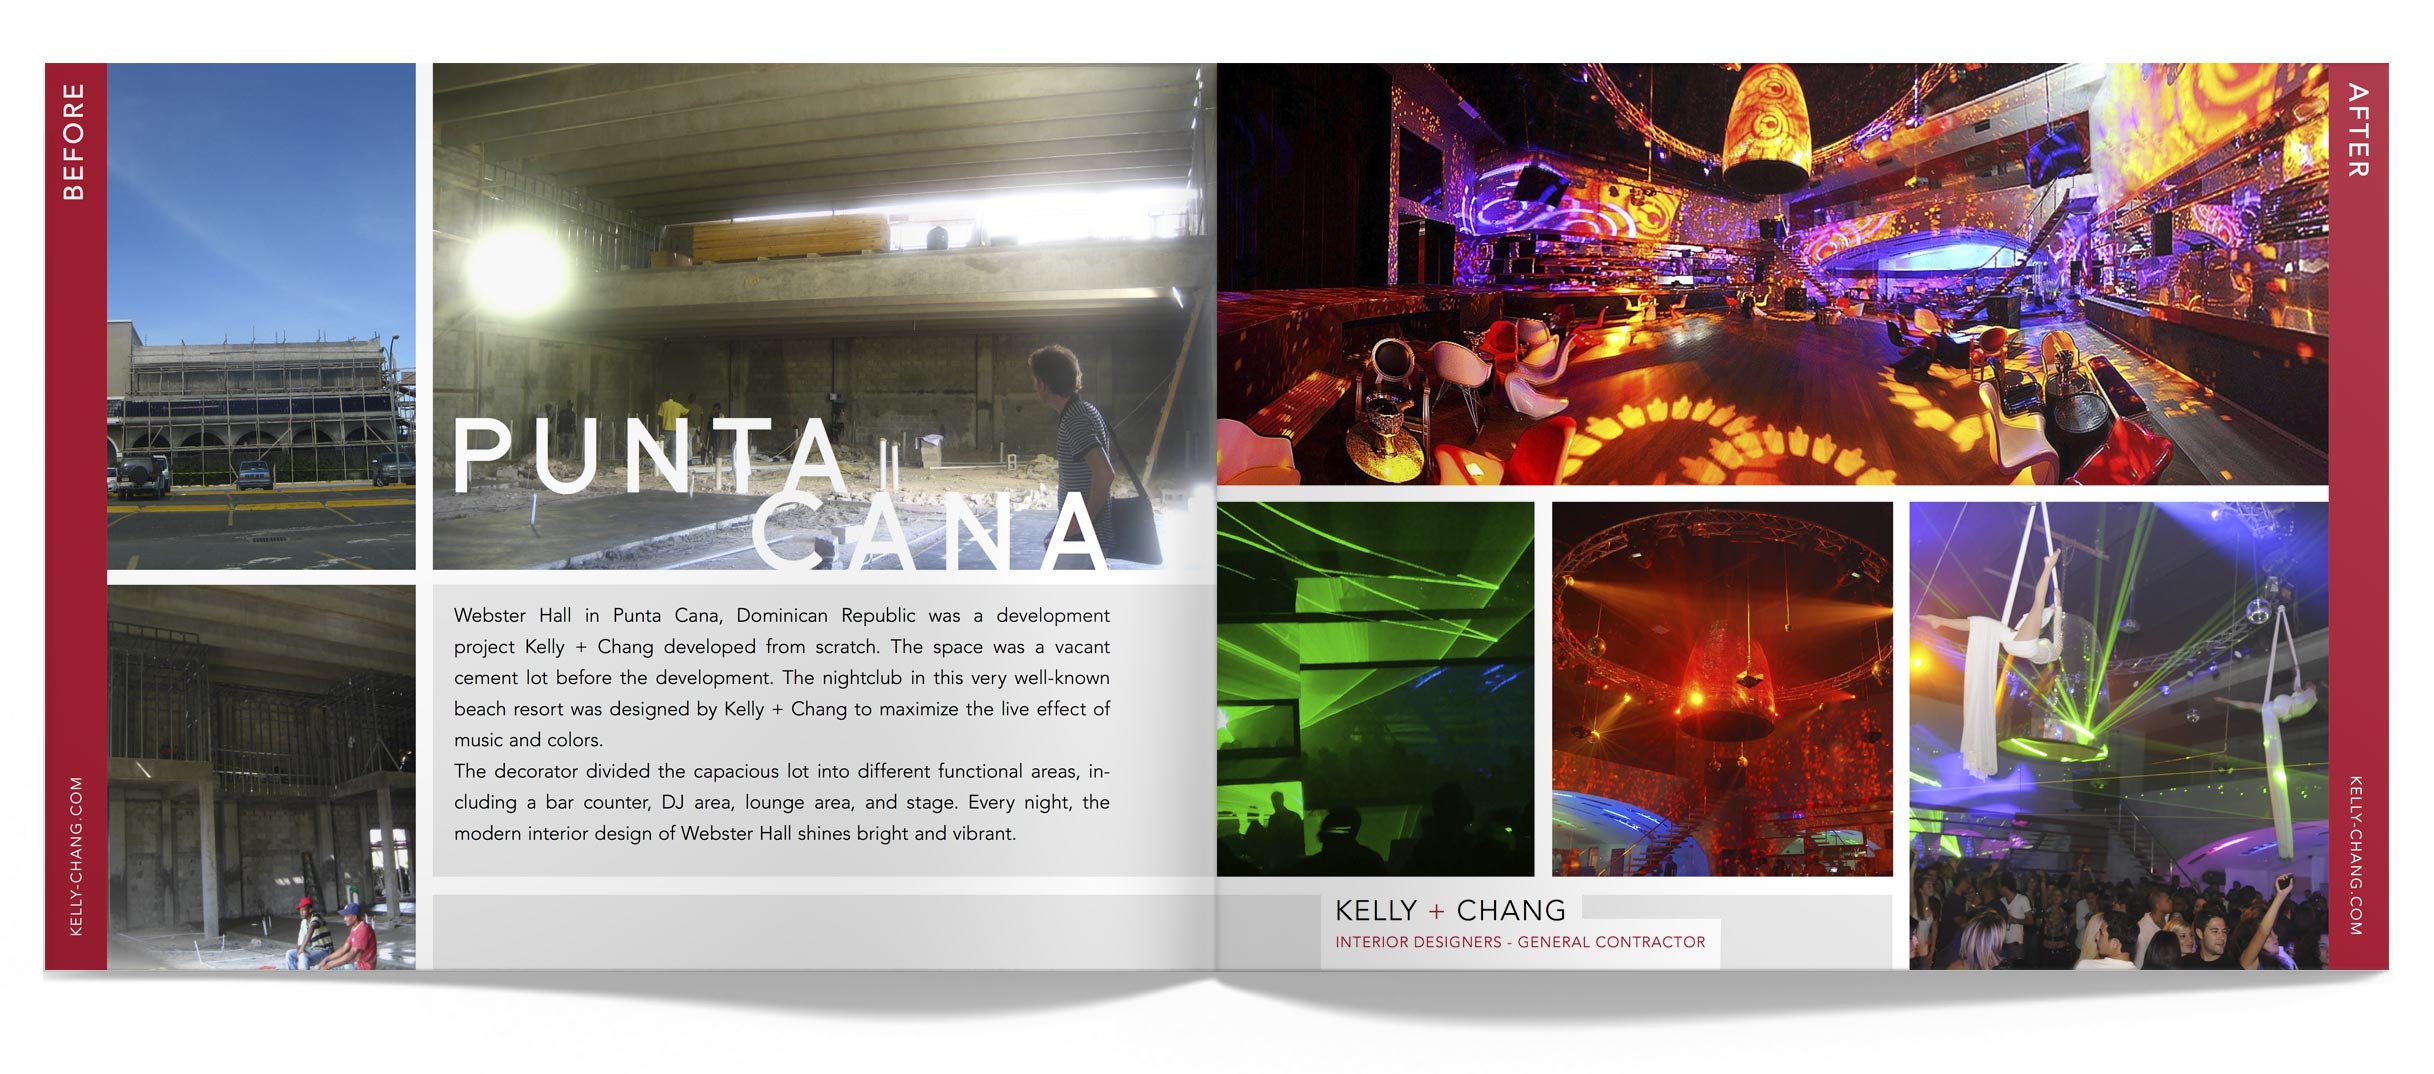 BEFORE
KELLY-CHANG.COM
PUNTA
CANA
Webster Hall in Punta Cana, Dominican Republic was a development
project Kelly + Chang developed from scratch. The space was a vacant
cement lot before the development. The nightclub in this very well-known
beach resort was designed by Kelly + Chang to maximize the live effect of
music and colors.
The decorator divided the capacious lot into different functional areas, in-
cluding a bar counter, DJ area, lounge area, and stage. Every night, the
modern interior design of Webster Hall shines bright and vibrant.
KELLY + CHANG
INTERIOR DESIGNERS - GENERAL CONTRACTOR
AFTER
KELLY-CHANG.COM